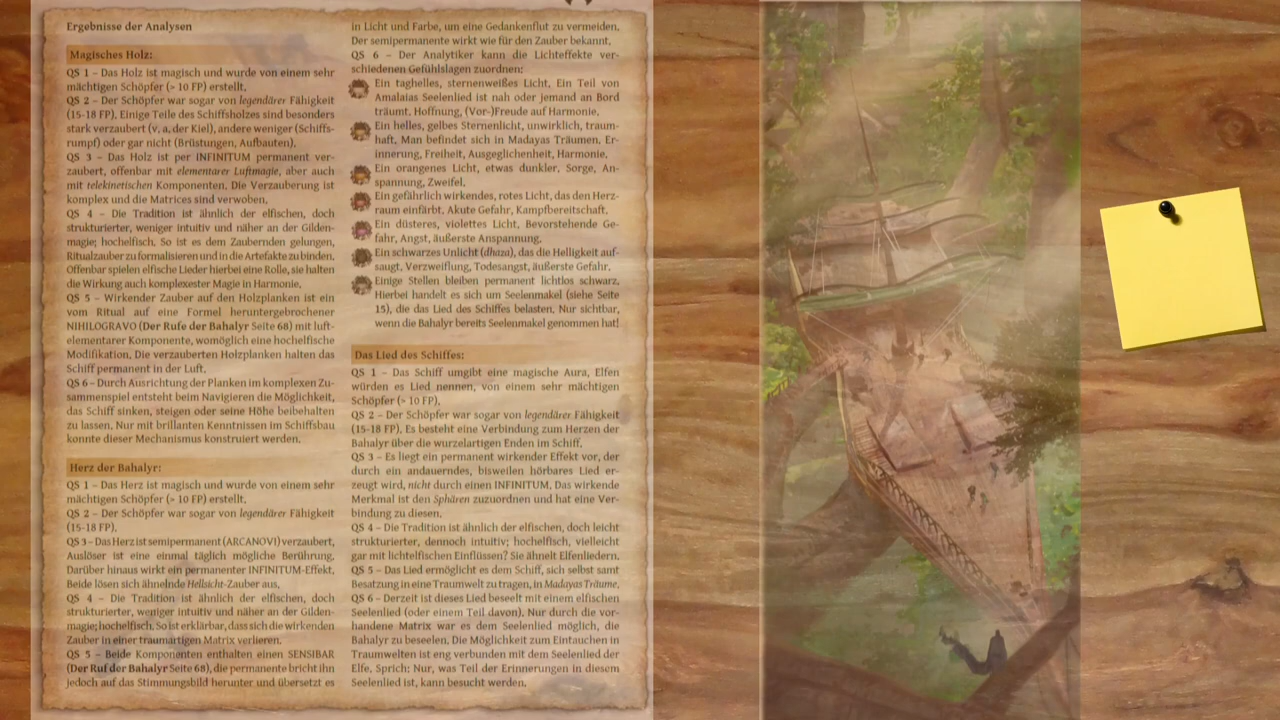 Ergebnisse der Analysen
Magisches Holz:
QS 1 – Das Holz ist magisch und wurde von einem sehr
mächtigen Schöpfer (> 10 FP) erstellt.
QS 2 – Der Schöpfer war sogar von legendärer Fähigkeit
(15-18 FP). Einige Teile des Schiffsholzes sind besonders
stark verzaubert (v. a. der Kiel), andere weniger (Schiffs-
rumpf) oder gar nicht (Brüstungen, Aufbauten).
QS 3 – Das Holz ist per INFINITUM permanent ver-
zaubert, offenbar mit elementarer Luftmagie, aber auch
mit telekinetischen Komponenten. Die Verzauberung ist
komplex und die Matrices sind verwoben.
QS 4 – Die Tradition ist ähnlich der elfischen, doch
strukturierter, weniger intuitiv und näher an der Gilden-
magie; hochelfisch. So ist es dem Zaubernden gelungen,
Ritualzauber zu formalisieren und in die Artefakte zu binden.
Offenbar spielen elfische Lieder hierbei eine Rolle, sie halten
die Wirkung auch komplexester Magie in Harmonie.
QS 5 – Wirkender Zauber auf den Holzplanken ist ein
vom Ritual auf eine Formel heruntergebrochener
NIHILOGRAVO (Der Rufe der Bahalyr Seite 68) mit luft-
elementarer Komponente, womöglich eine hochelfische
Modifikation. Die verzauberten Holzplanken halten das
Schiff permanent in der Luft.
QS 6 – Durch Ausrichtung der Planken im komplexen Zu-
sammenspiel entsteht beim Navigieren die Möglichkeit,
das Schiff sinken, steigen oder seine Höhe beibehalten
zu lassen. Nur mit brillanten Kenntnissen im Schiffsbau
konnte dieser Mechanismus konstruiert werden.
Herz der Bahalyr:
QS 1 – Das Herz ist magisch und wurde von einem sehr
mächtigen Schöpfer (> 10 FP) erstellt.
QS 2 – Der Schöpfer war sogar von legendärer Fähigkeit
(15-18 FP).
QS 3 – Das Herz ist semipermanent (ARCANOVI) verzaubert,
Auslöser ist eine einmal täglich mögliche Berührung.
Darüber hinaus wirkt ein permanenter INFINITUM-Effekt.
Beide lösen sich ähnelnde Hellsicht-Zauber aus.
QS 4 – Die Tradition ist ähnlich der elfischen, doch
strukturierter, weniger intuitiv und näher an der Gilden-
magie; hochelfisch. So ist erklärbar, dass sich die wirkenden
Zauber in einer traumartigen Matrix verlieren.
QS 5 – Beide Komponenten enthalten einen SENSIBAR
(Der Ruf der Bahalyr Seite 68), die permanente bricht ihn
jedoch auf das Stimmungsbild herunter und übersetzt es
in Licht und Farbe, um eine Gedankenflut zu vermeiden.
Der semipermanente wirkt wie für den Zauber bekannt.
QS 6 – Der Analytiker kann die Lichteffekte ver-
schiedenen Gefühlslagen zuordnen:
Ein taghelles, sternenweißes Licht, Ein Teil von
Amalaias Seelenlied ist nah oder jemand an Bord
träumt. Hoffnung, (Vor-)Freude auf Harmonie.
Ein helles, gelbes Sternenlicht, unwirklich, traum-
haft. Man befindet sich in Madayas Träumen. Er-
innerung, Freiheit, Ausgeglichenheit, Harmonie.
Ein orangenes Licht, etwas dunkler. Sorge, An-
spannung, Zweifel.
Ein gefährlich wirkendes, rotes Licht, das den Herz-
raum einfärbt. Akute Gefahr, Kampfbereitschaft.
Ein düsteres, violettes Licht. Bevorstehende Ge-
fahr, Angst, äußerste Anspannung.
Ein schwarzes Unlicht (dhaza), das die Helligkeit auf-
saugt. Verzweiflung, Todesangst, äußerste Gefahr.
Einige Stellen bleiben permanent lichtlos schwarz.
Hierbei handelt es sich um Seelenmakel (siehe Seite
15), die das Lied des Schiffes belasten. Nur sichtbar,
wenn die Bahalyr bereits Seelenmakel genommen hat!
Das Lied des Schiffes:
QS 1 – Das Schiff umgibt eine magische Aura, Elfen
würden es Lied nennen, von einem sehr mächtigen
Schöpfer (> 10 FP).
QS 2 – Der Schöpfer war sogar von legendärer Fähigkeit
(15-18 FP). Es besteht eine Verbindung zum Herzen der
Bahalyr über die wurzelartigen Enden im Schiff.
QS 3 – Es liegt ein permanent wirkender Effekt vor, der
durch ein andauerndes, bisweilen hörbares Lied er-
zeugt wird, nicht durch einen INFINITUM. Das wirkende
Merkmal ist den Sphären zuzuordnen und hat eine Ver-
bindung zu diesen.
QS 4 – Die Tradition ist ähnlich der elfischen, doch leicht
strukturierter, dennoch intuitiv; hochelfisch, vielleicht
gar mit lichtelfischen Einflüssen? Sie ähnelt Elfenliedern.
QS 5 – Das Lied ermöglicht es dem Schiff, sich selbst samt
Besatzung in eine Traumwelt zu tragen, in Madayas Träume.
QS 6 – Derzeit ist dieses Lied beseelt mit einem elfischen
Seelenlied (oder einem Teil davon). Nur durch die vor-
handene Matrix war es dem Seelenlied möglich, die
Bahalyr zu beseelen. Die Möglichkeit zum Eintauchen in
Traumwelten ist eng verbunden mit dem Seelenlied der
Elfe. Sprich: Nur, was Teil der Erinnerungen in diesem
Seelenlied ist, kann besucht werden.